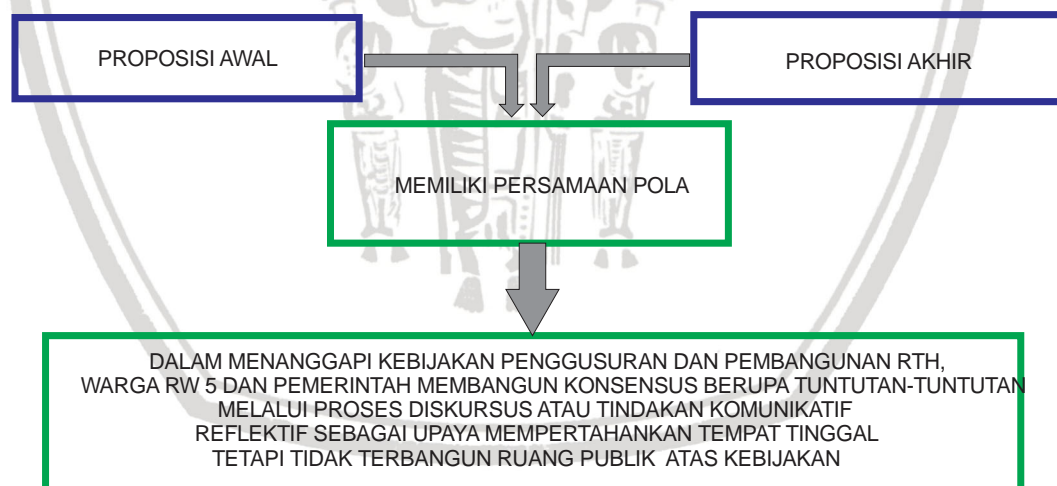 PROPOSISI AWAL
PROPOSISI AKHIR
MEMILIKI PERSAMAAN POLA
DALAM MENANGGAPI KEBIJAKAN PENGGUSURAN DAN PEMBANGUNAN RTH,
WARGA RW 5 DAN PEMERINTAH MEMBANGUN KONSENSUS BERUPA TUNTUTAN-TUNTUTAN
MELALUI PROSES DISKURSUS ATAU TINDAKAN KOMUNIKATIF
REFLEKTIF SEBAGAI UPAYA MEMPERTAHANKAN TEMPAT TINGGAL
TETAPI TIDAK TERBANGUN RUANG PUBLIK ATAS KEBIJAKAN